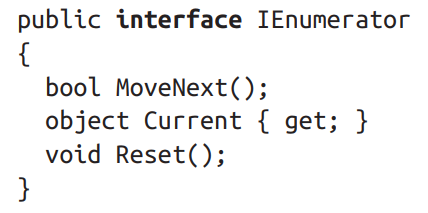 public interface IEnumerator
{
  bool MoveNext();
  object Current { get; }
  void Reset();
}